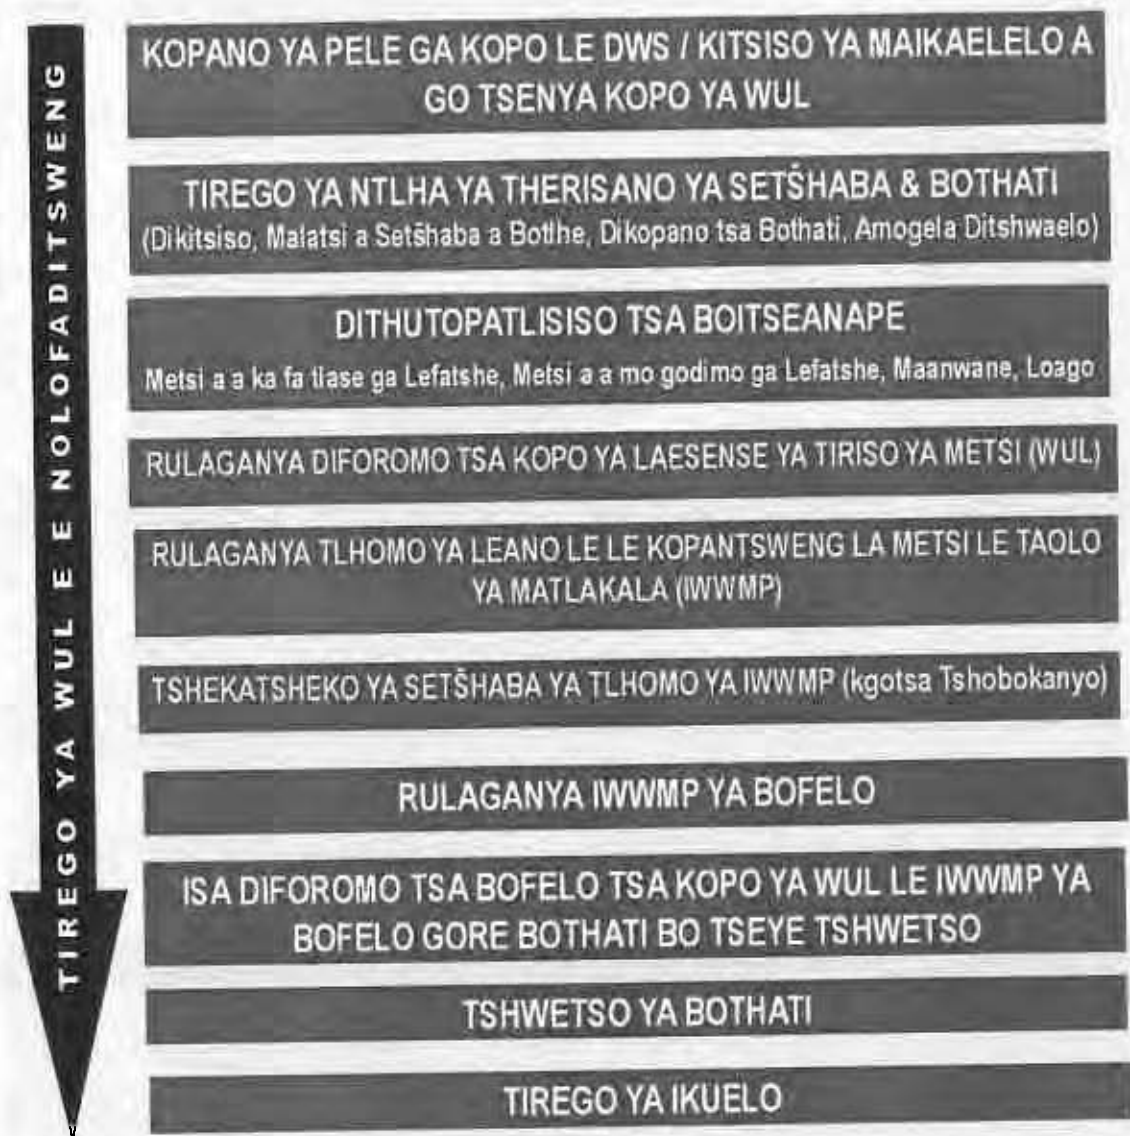 TIREGO YA WUL E E NOLOFADITSWENG
KOPANO YA PELE GA KOPO LE DWS / KITSISO YA MAIKAELELO A
GO TSENYA KOPO YA WUL
TIREGO YA NTLHA YA THERISANO YA SETŠHABA & BOTHATI
(Dikitsiso, Malatsi a Setšhaba a Botlhe, Dikopano tsa Bothati, Amogela Ditshwaelo)
DITHUTOPATLISISO TSA BOITSEANAPE
Metsi a a ka fa tlase ga Lefatshe, Metsi a a mo godimo ga Lefatshe, Maanwane, Loago
RULAGANYA DIFOROMO TSA KOPO YA LAESENSE YA TIRISO YA METSI (WUL)
RULAGANYA TLHOMO YA LEANO LE LE KOPANTSWENG LA METSI LE TAOLO
YA MATLAKALA (IWWMP)
TSHEKATSHEKO YA SETŠHABA YA TLHOMO YA IWWMP (kgotsa Tshobokanyo)
RULAGANYA IWWMP YA BOFELO
ISA DIFOROMO TSA BOFELO TSA KOPO YA WUL LE IWWMP YA
BOFELO GORE BOTHATI BO TSEYE TSHWETSO
TSHWETSO YA BOTHATI
TIREGO YA IKUELO